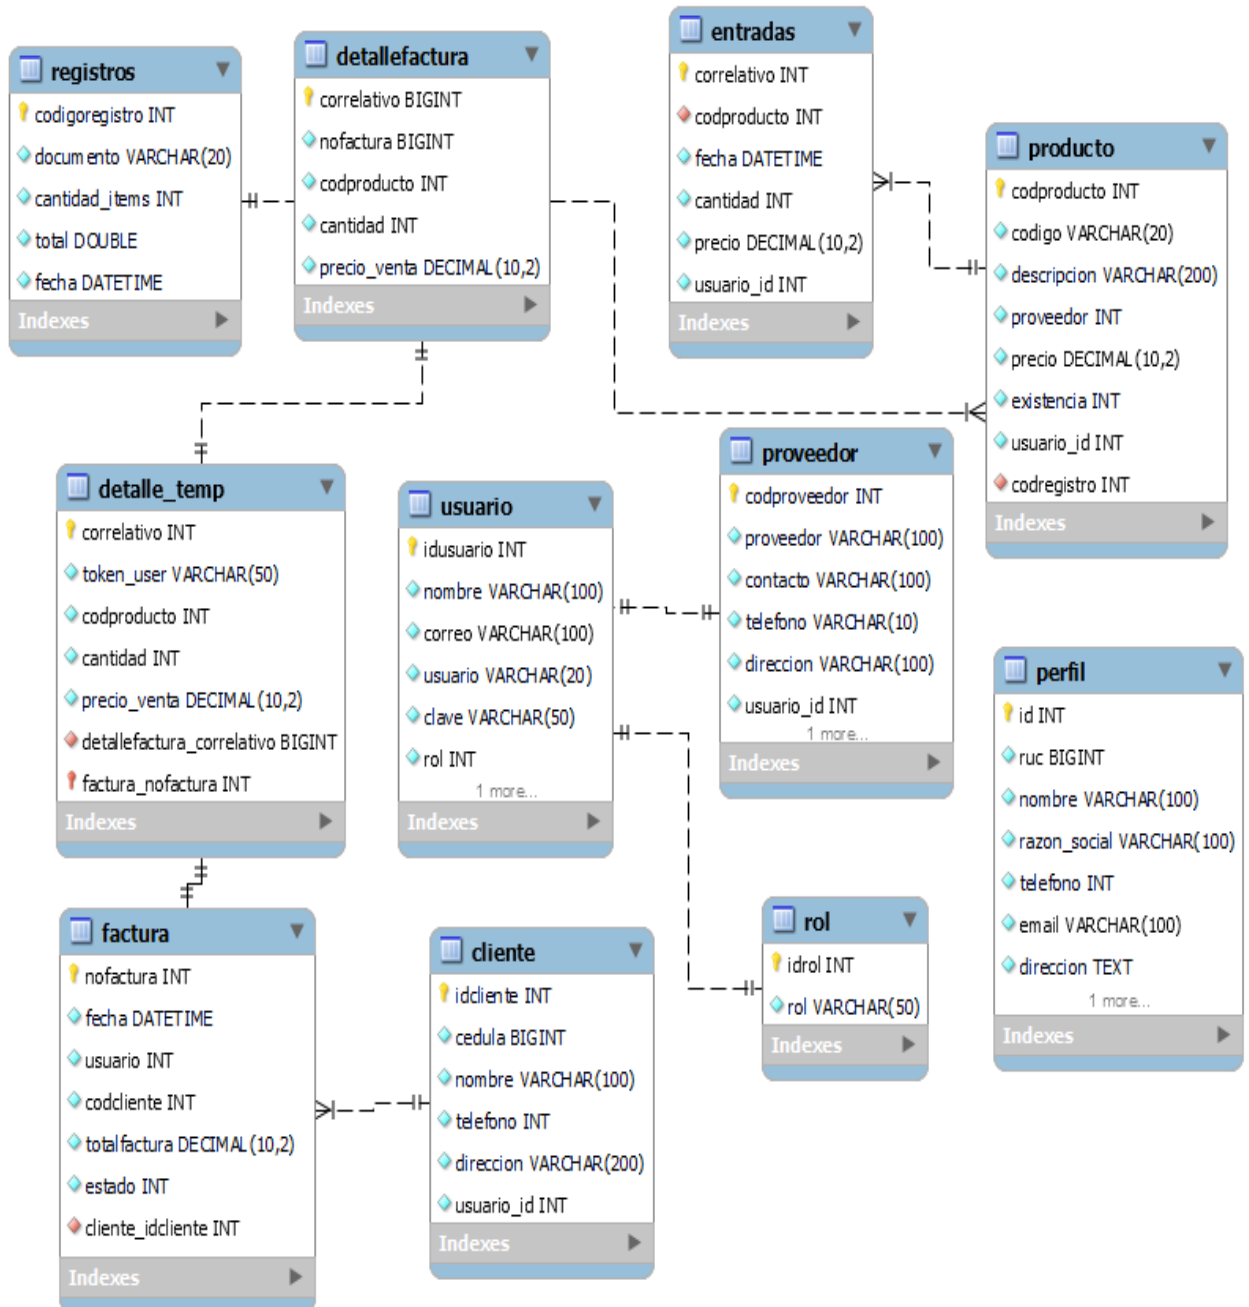 registros
codigoregistro INT
documento VARCHAR(20)
cantidad_items INT
total DOUBLE
fecha DATETIME
Indexes
detallefactura
correlativo BIGINT
nofactura BIGINT
codproducto INT
cantidad INT
precio_venta DECIMAL(10,2)
Indexes
entradas
correlativo INT
codproducto INT
fecha DATETIME
cantidad INT
precio DECIMAL(10,2)
usuario_id INT
Indexes
producto
codproducto INT
codigo VARCHAR(20)
descripcion VARCHAR(200)
proveedor INT
precio DECIMAL(10,2)
existencia INT
usuario_id INT
codregistro INT
Indexes
detalle_temp
correlativo INT
token_user VARCHAR(50)
codproducto INT
cantidad INT
precio_venta DECIMAL(10,2)
detallefactura_correlativo BIGINT
factura_nofactura INT
Indexes
usuario
idusuario INT
nombre VARCHAR(100)
correo VARCHAR(100)
usuario VARCHAR(20)
clave VARCHAR(50)
rol INT
1 more...
Indexes
proveedor
codproveedor INT
proveedor VARCHAR(100)
contacto VARCHAR(100)
telefono VARCHAR(10)
direccion VARCHAR(100)
usuario_id INT
1 more...
Indexes
perfil
id INT
ruc BIGINT
nombre VARCHAR(100)
razon_social VARCHAR(100)
telefono INT
email VARCHAR(100)
direccion TEXT
1 more...
Indexes
factura
nofactura INT
fecha DATETIME
usuario INT
codcliente INT
totalfactura DECIMAL(10,2)
estado INT
cliente_idcliente INT
Indexes
cliente
idcliente INT
cedula BIGINT
nombre VARCHAR(100)
telefono INT
direccion VARCHAR(200)
usuario_id INT
Indexes
rol
idrol INT
rol VARCHAR(50)
Indexes